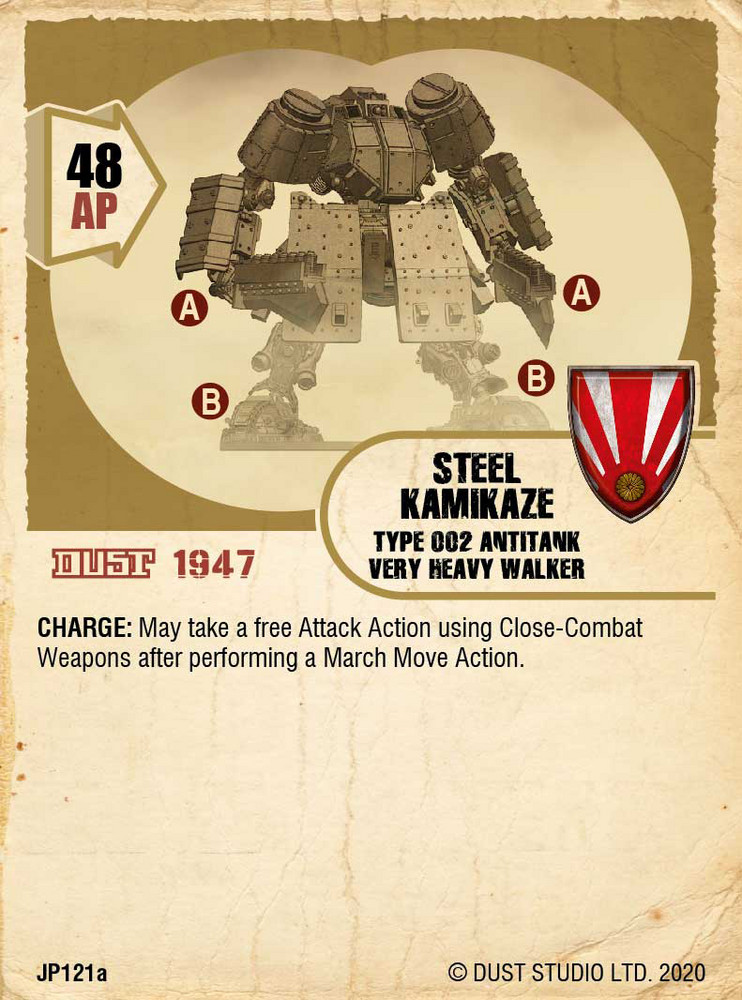 48
AP
A
A
B
B
STEEL
KAMIKAZE
TYPE 002 ANTITANK
VERY HEAVY WALKER
DUST 1947
CHARGE: May take a free Attack Action using Close-Combat
Weapons after performing a March Move Action.
JP121a
© DUST STUDIO LTD. 2020